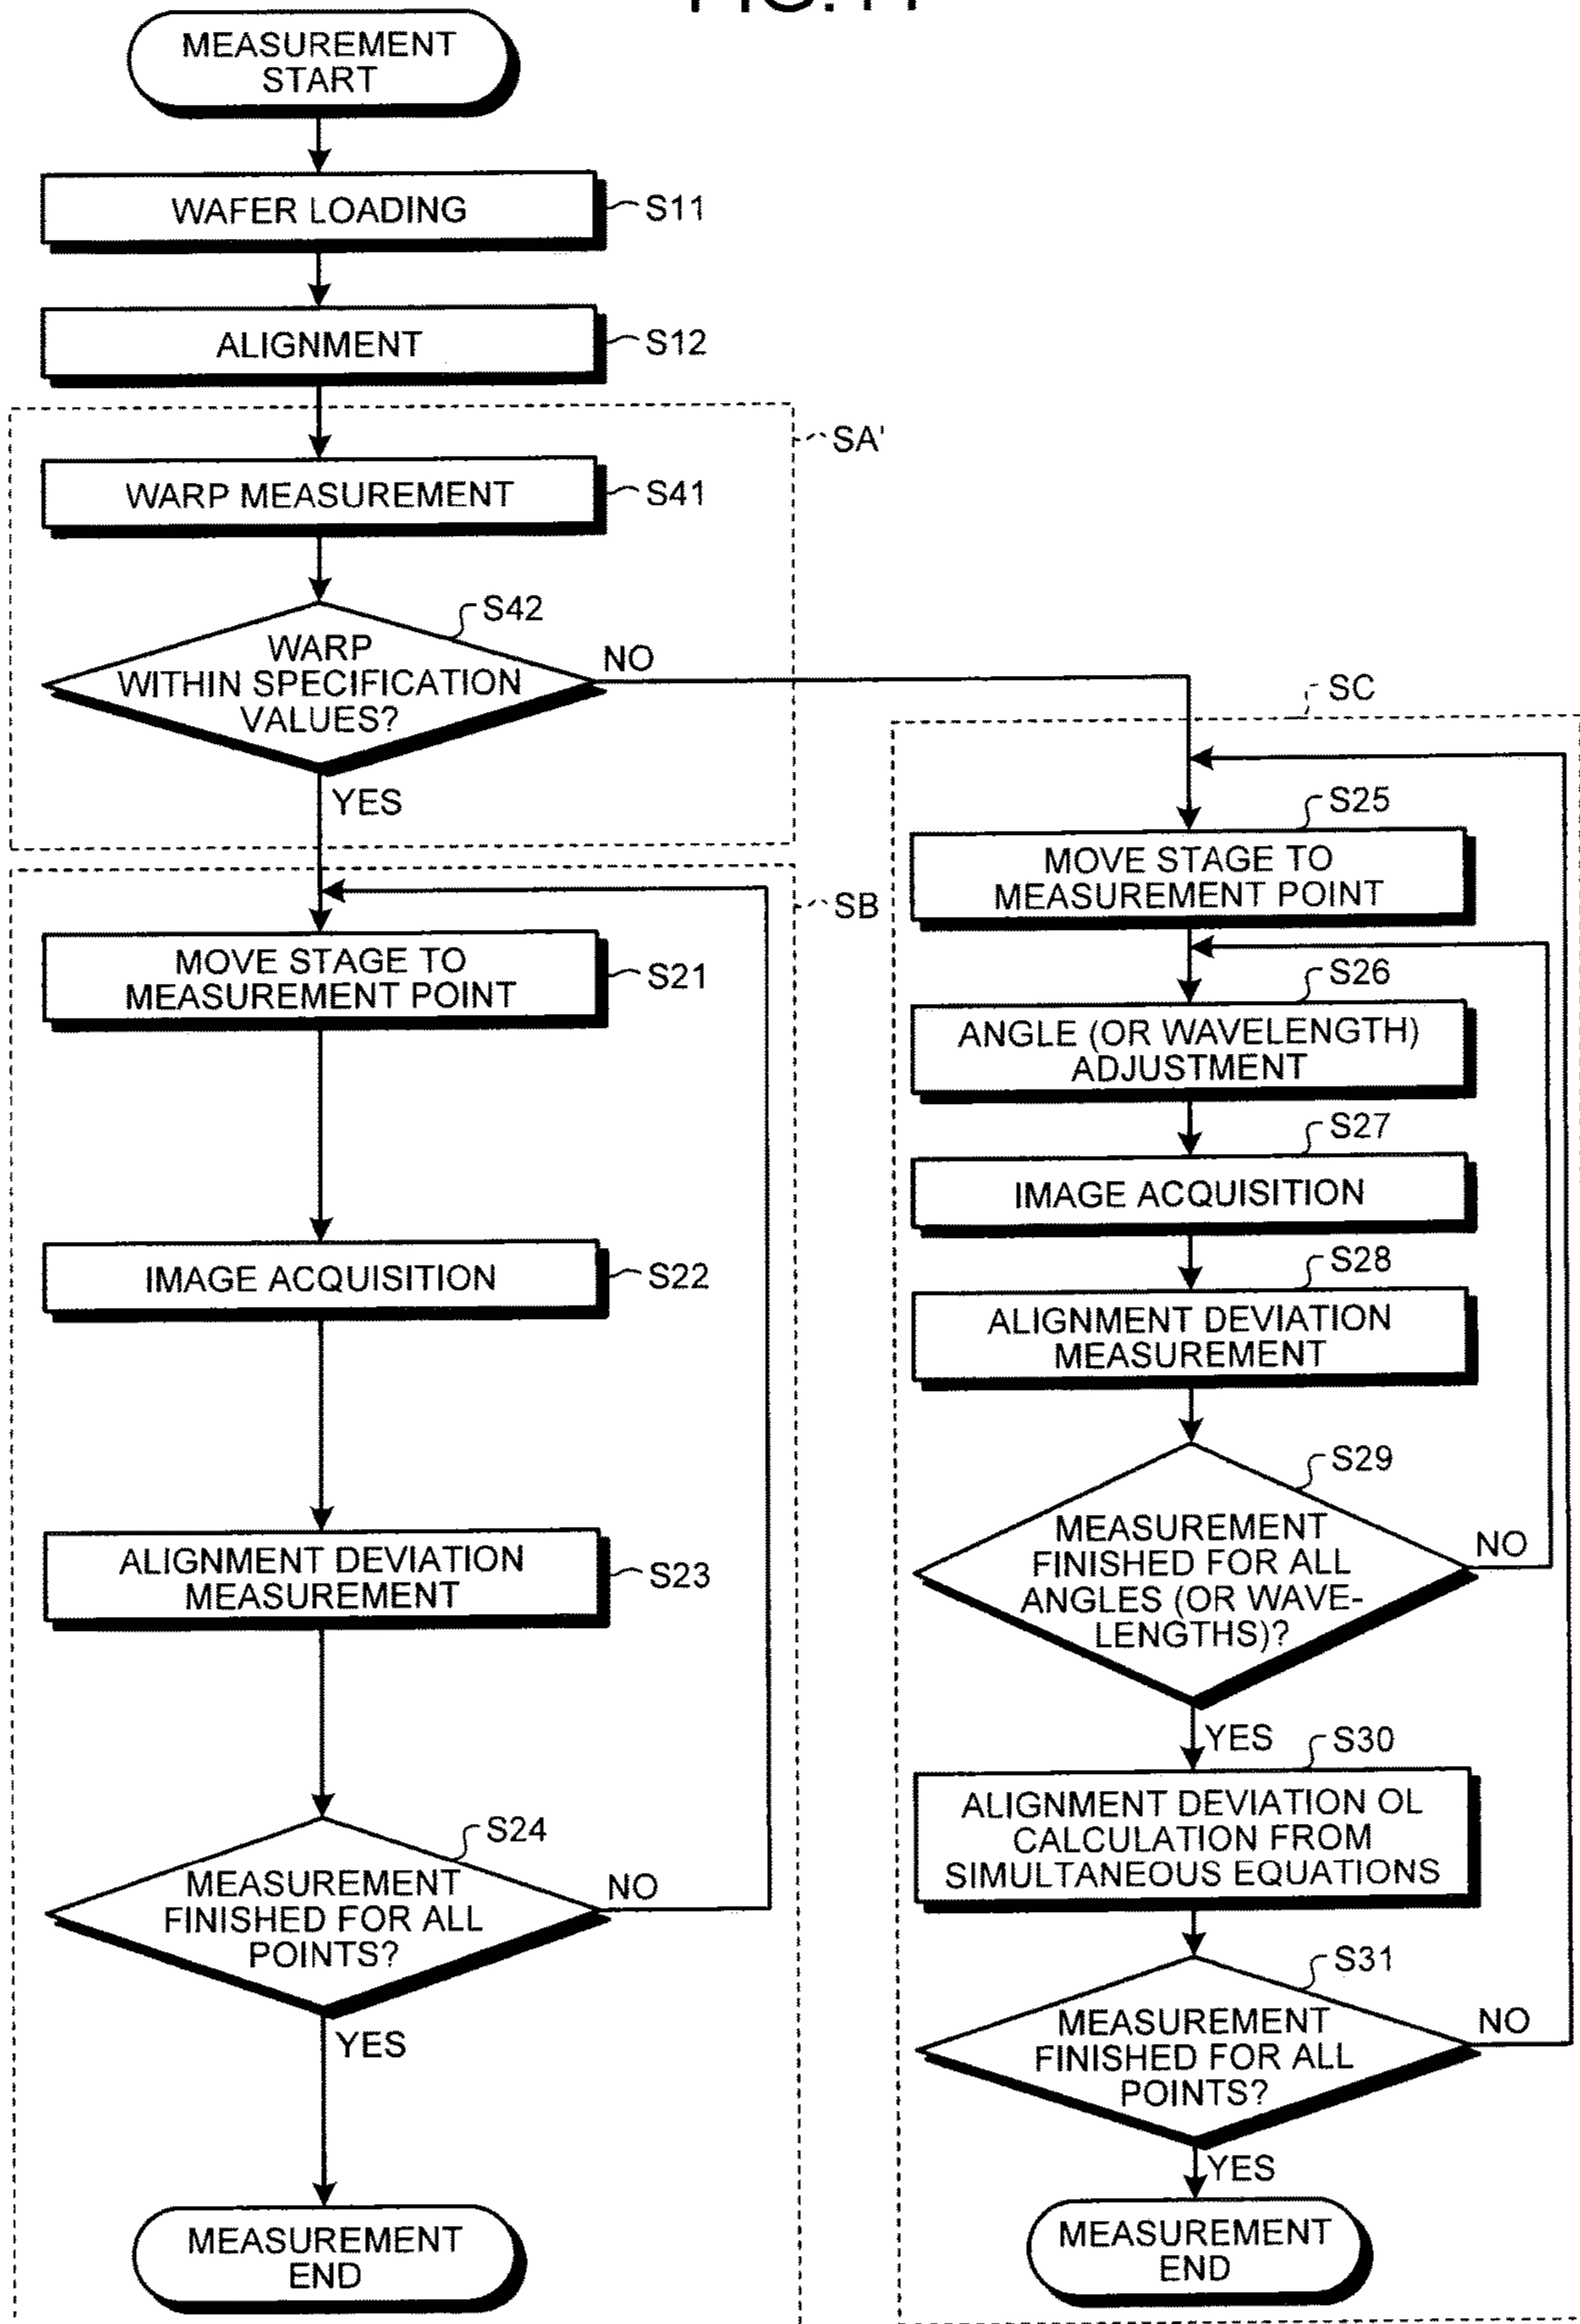 MEASUREMENT
START
WAFER LOADING
S11
ALIGNMENT
S12
SA'
WARP MEASUREMENT
S41
S42
WARP
WITHIN SPECIFICATION
VALUES?
NO
YES
SB
MOVE STAGE TO
MEASUREMENT POINT
S21
IMAGE ACQUISITION
S22
ALIGNMENT DEVIATION
MEASUREMENT
S23
S24
MEASUREMENT
FINISHED FOR ALL
POINTS?
NO
YES
MEASUREMENT
END
SC
S25
MOVE STAGE TO
MEASUREMENT POINT
S26
ANGLE (OR WAVELENGTH)
ADJUSTMENT
S27
IMAGE ACQUISITION
S28
ALIGNMENT DEVIATION
MEASUREMENT
S29
MEASUREMENT
FINISHED FOR ALL
ANGLES (OR WAVE-
LENGTHS)?
NO
YES
S30
ALIGNMENT DEVIATION OL
CALCULATION FROM
SIMULTANEOUS EQUATIONS
S31
MEASUREMENT
FINISHED FOR ALL
POINTS?
NO
YES
MEASUREMENT
END